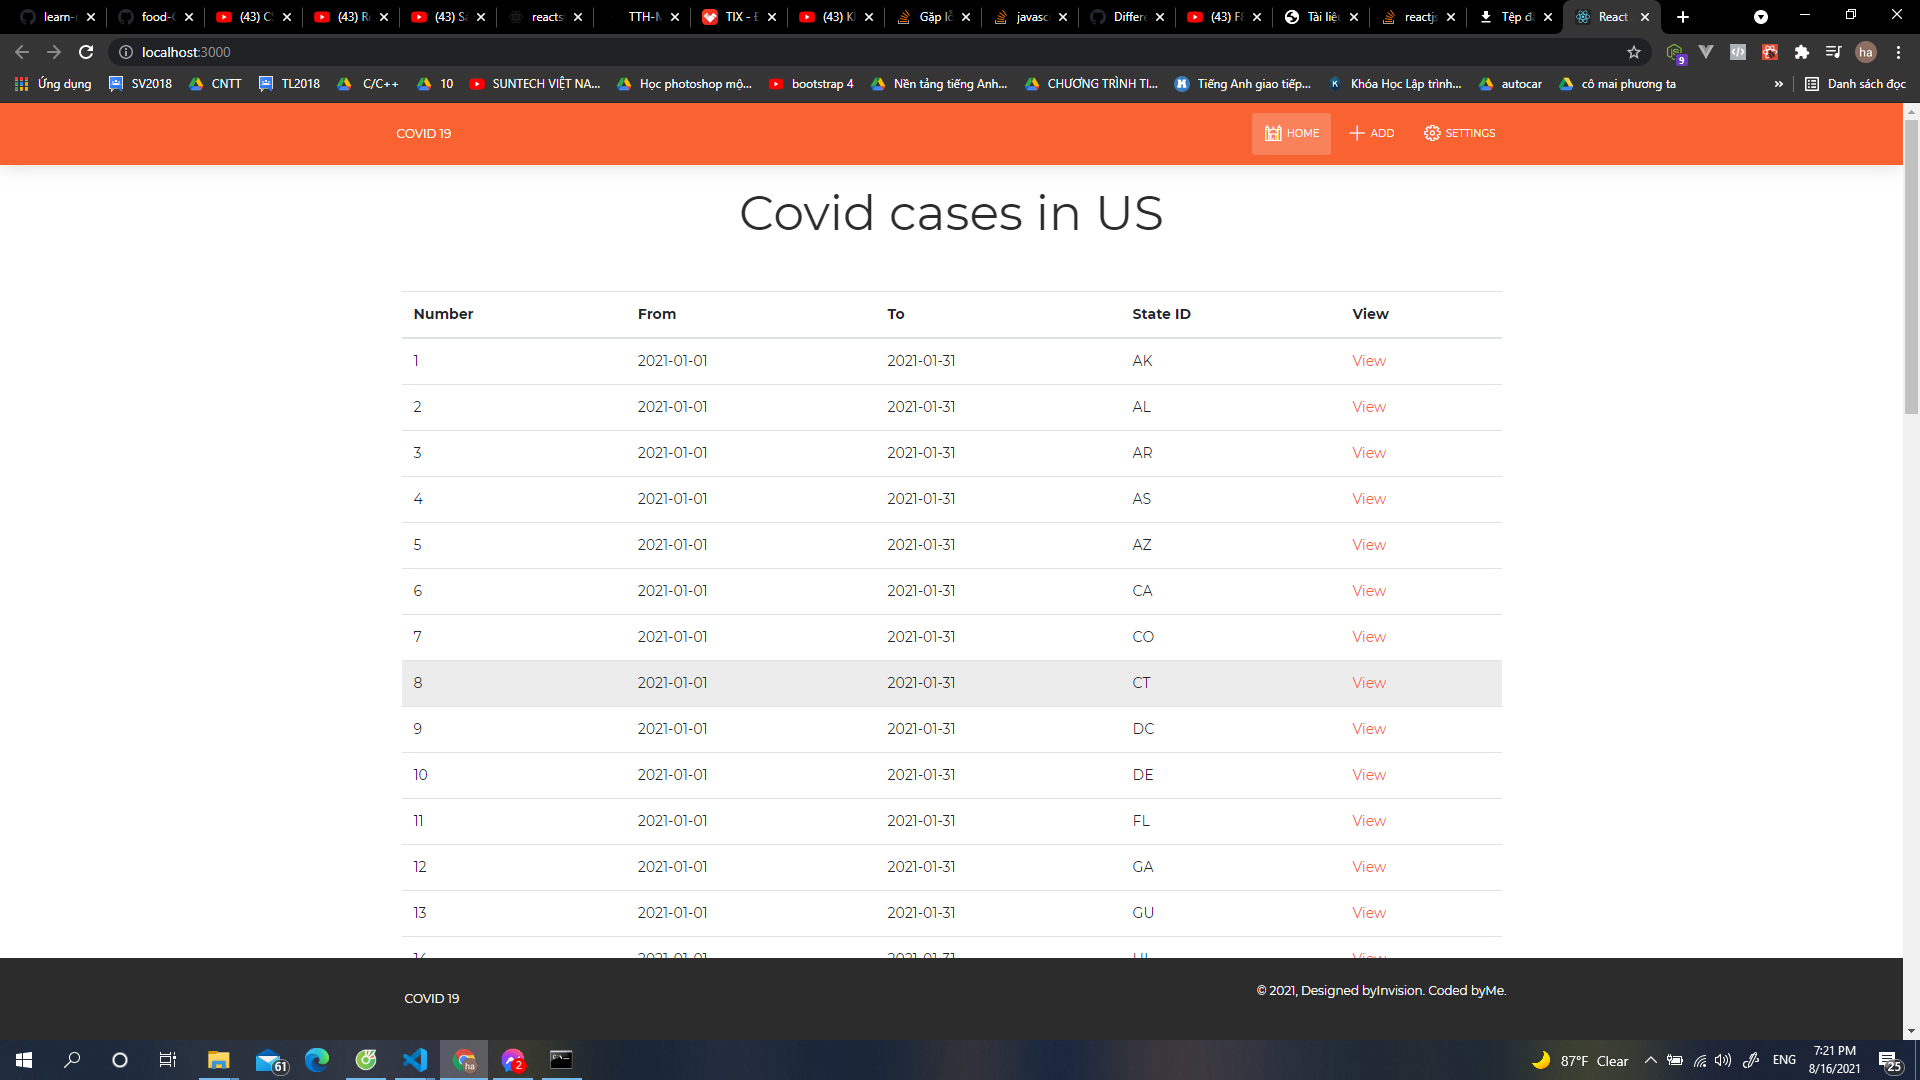 learn-r
food-
(43) C
(43) R
(43) Sa
reacts
TTH-M
TIX - Đ
(43) Ki
Gặp lỗ
javasc
Differe
(43) F
Tài liệu
reactjs
Tệp đã
React
localhost:3000
9
ha
Ứng dụng
SV2018
CNTT
TL2018
C/C++
10
SUNTECH VIỆT NA...
Học photoshop mộ...
bootstrap 4
Nền tảng tiếng Anh...
CHƯƠNG TRÌNH TI...
Tiếng Anh giao tiếp...
Khóa Học Lập trình...
autocar
cô mai phương ta
»
Danh sách đọc
COVID 19
HOME
ADD
SETTINGS
Covid cases in US
Number From To State ID View
1 2021-01-01 2021-01-31 AK View
2 2021-01-01 2021-01-31 AL View
3 2021-01-01 2021-01-31 AR View
4 2021-01-01 2021-01-31 AS View
5 2021-01-01 2021-01-31 AZ View
6 2021-01-01 2021-01-31 CA View
7 2021-01-01 2021-01-31 CO View
8 2021-01-01 2021-01-31 CT View
9 2021-01-01 2021-01-31 DC View
10 2021-01-01 2021-01-31 DE View
11 2021-01-01 2021-01-31 FL View
12 2021-01-01 2021-01-31 GA View
13 2021-01-01 2021-01-31 GU View
COVID 19
© 2021, Designed byInvision. Coded byMe.
61
ha
2
87°F Clear
ENG
7:21 PM
8/16/2021
25